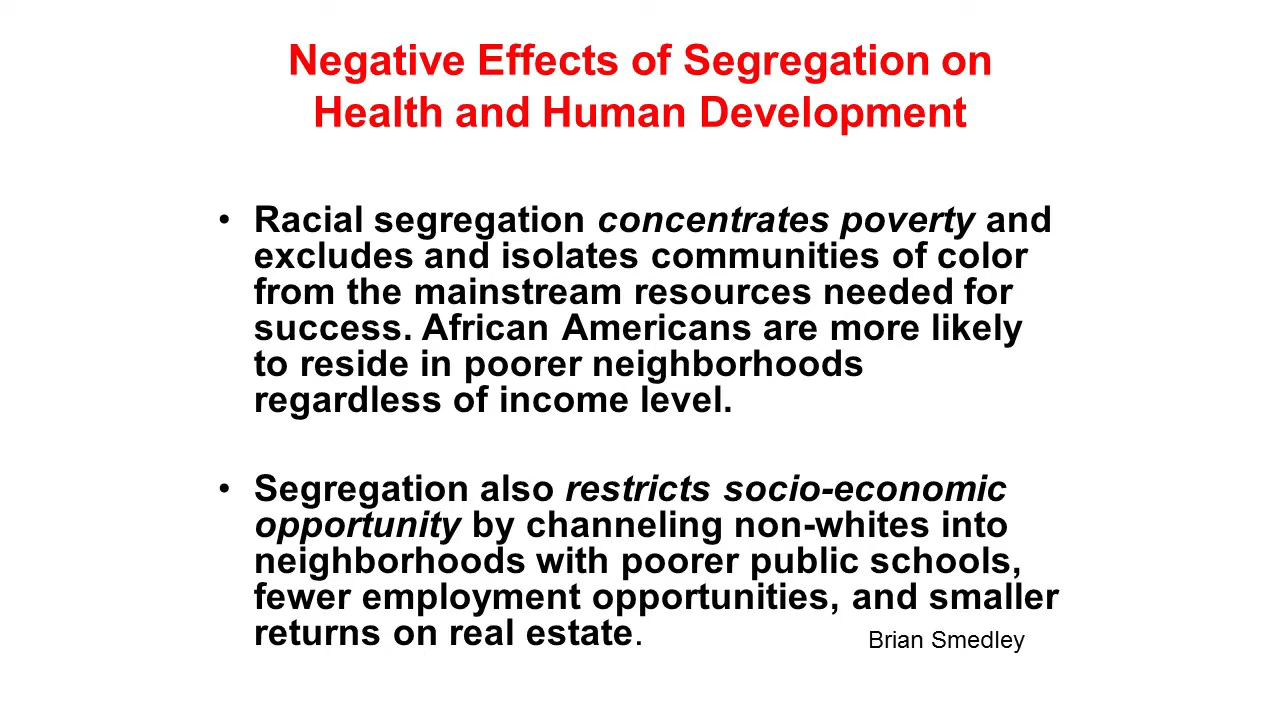 Negative Effects of Segregation on
Health and Human Development
• Racial segregation concentrates poverty and
excludes and isolates communities of color
from the mainstream resources needed for
success. African Americans are more likely
to reside in poorer neighborhoods
regardless of income level.
• Segregation also restricts socio-economic
opportunity by channeling non-whites into
neighborhoods with poorer public schools,
fewer employment opportunities, and smaller
returns on real estate.
Brian Smedley